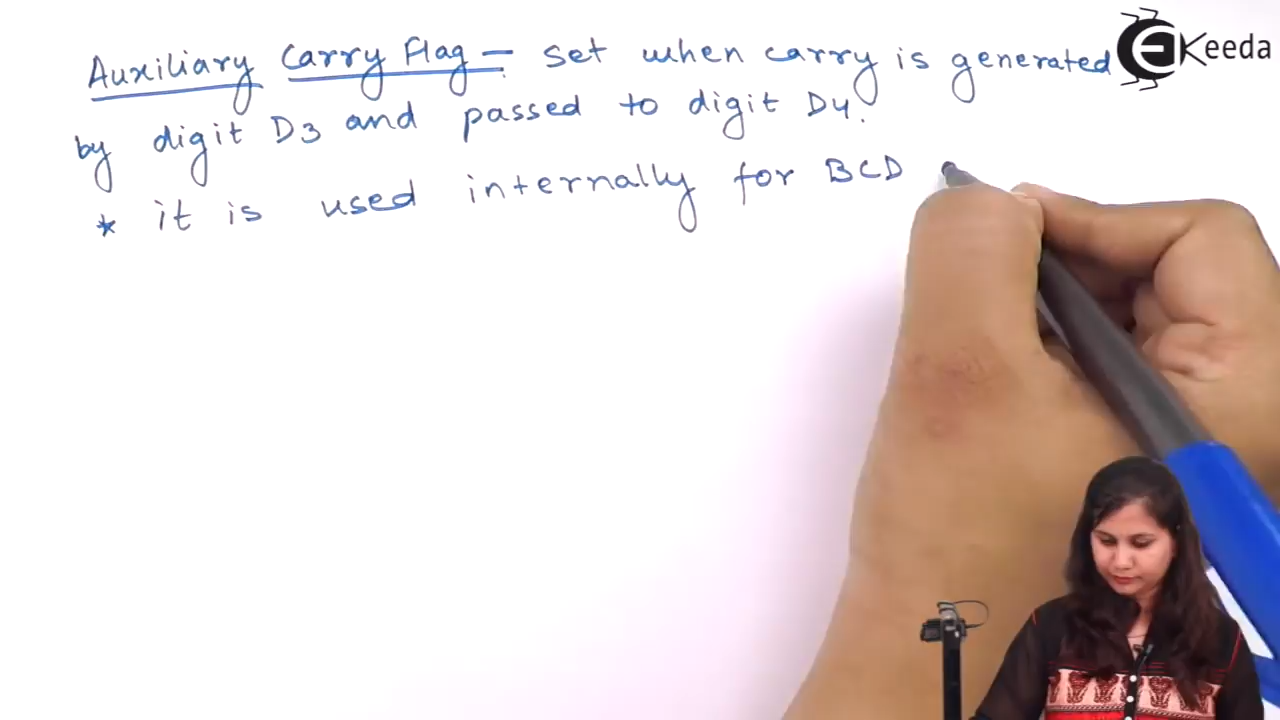 Auxiliary Carry Flag - set when carry is generated
by digit D3 and passed to digit D4.
* it is used internally for BCD
EKeeda